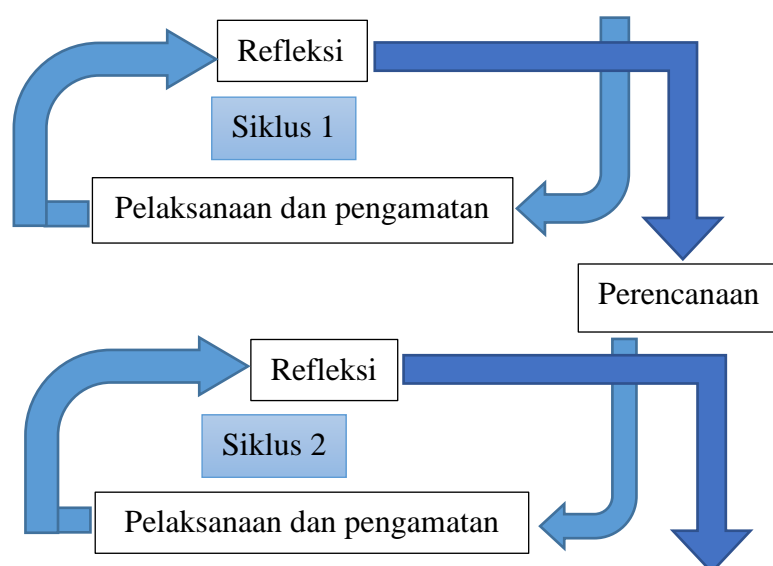 Refleksi
Siklus 1
Pelaksanaan dan pengamatan
Perencanaan
Refleksi
Siklus 2
Pelaksanaan dan pengamatan